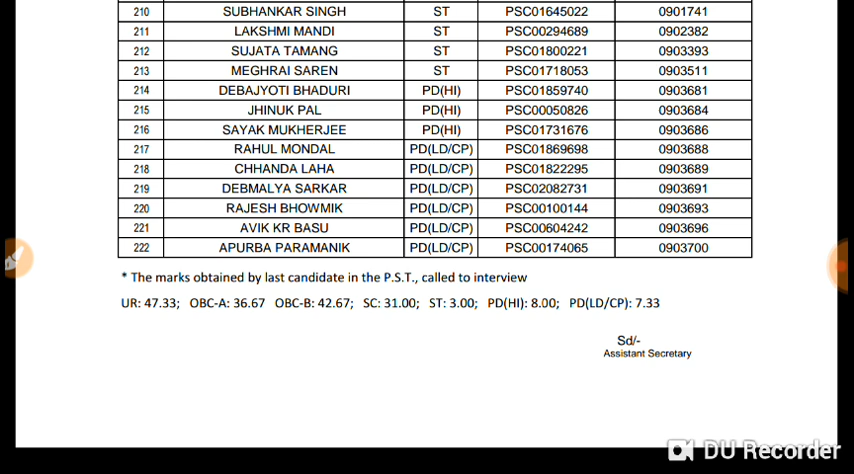 210 SUBHANKAR SINGH ST PSC01645022 0901741
211 LAKSHMI MANDI ST PSC00294689 0902382
212 SUJATA TAMANG ST PSC01800221 0903393
213 MEGHRAI SAREN ST PSC01718053 0903511
214 DEBAJYOTI BHADURI PD(HI) PSC01859740 0903681
215 JHINUK PAL PD(HI) PSC00050826 0903684
216 SAYAK MUKHERJEE PD(HI) PSC01731676 0903686
217 RAHUL MONDAL PD(LD/CP) PSC01869698 0903688
218 CHHANDA LAHA PD(LD/CP) PSC01822295 0903689
219 DEBMALYA SARKAR PD(LD/CP) PSC02082731 0903691
220 RAJESH BHOWMIK PD(LD/CP) PSC00100144 0903693
221 AVIK KR BASU PD(LD/CP) PSC00604242 0903696
222 APURBA PARAMANIK PD(LD/CP) PSC00174065 0903700
* The marks obtained by last candidate in the P.S.T., called to interview
UR: 47.33; OBC-A: 36.67 OBC-B: 42.67; SC: 31.00; ST: 3.00; PD(HI): 8.00; PD(LD/CP): 7.33
Sd/-
Assistant Secretary
DU Recorder